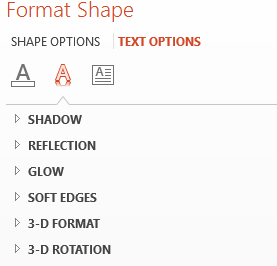 Format Shape
SHAPE OPTIONS TEXT OPTIONS
SHADOW
REFLECTION
GLOW
SOFT EDGES
3-D FORMAT
3-D ROTATION